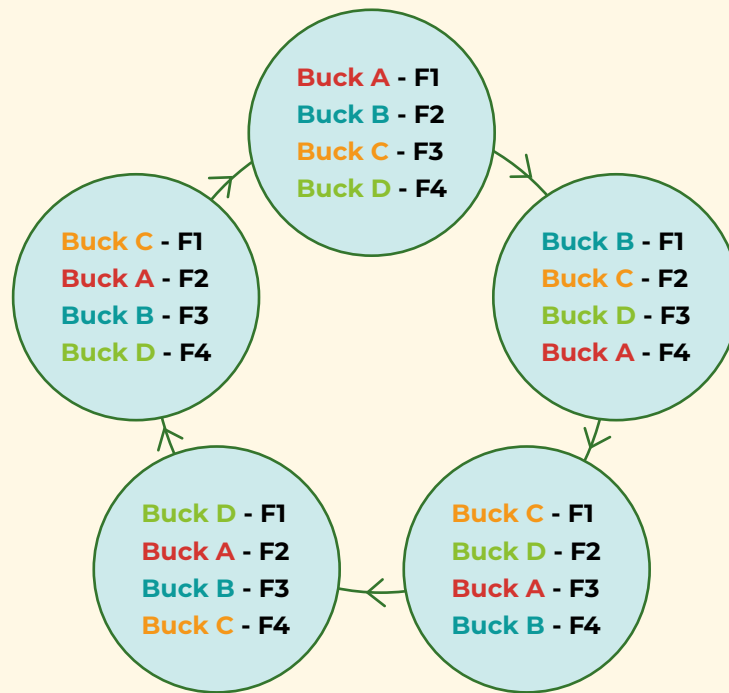 Buck A - F1
Buck B - F2
Buck C - F3
Buck D - F4
Buck B - F1
Buck C - F2
Buck D - F3
Buck A - F4
Buck C - F1
Buck D - F2
Buck A - F3
Buck B - F4
Buck D - F1
Buck A - F2
Buck B - F3
Buck C - F4
Buck C - F1
Buck A - F2
Buck B - F3
Buck D - F4